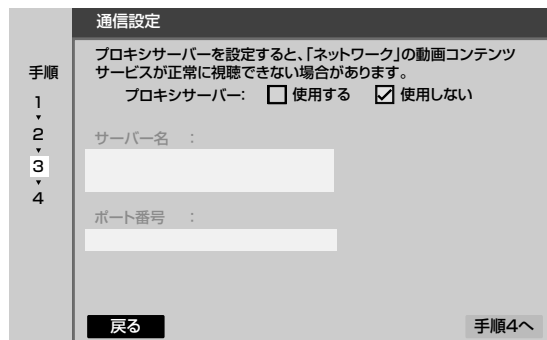 通信設定
プロキシサーバーを設定すると、「ネットワーク」の動画コンテンツ
サービスが正常に視聴できない場合があります。
プロキシサーバー: 使用する 使用しない
サーバー名 :
ポート番号 :
手順
1
2
3
4
戻る
手順4へ